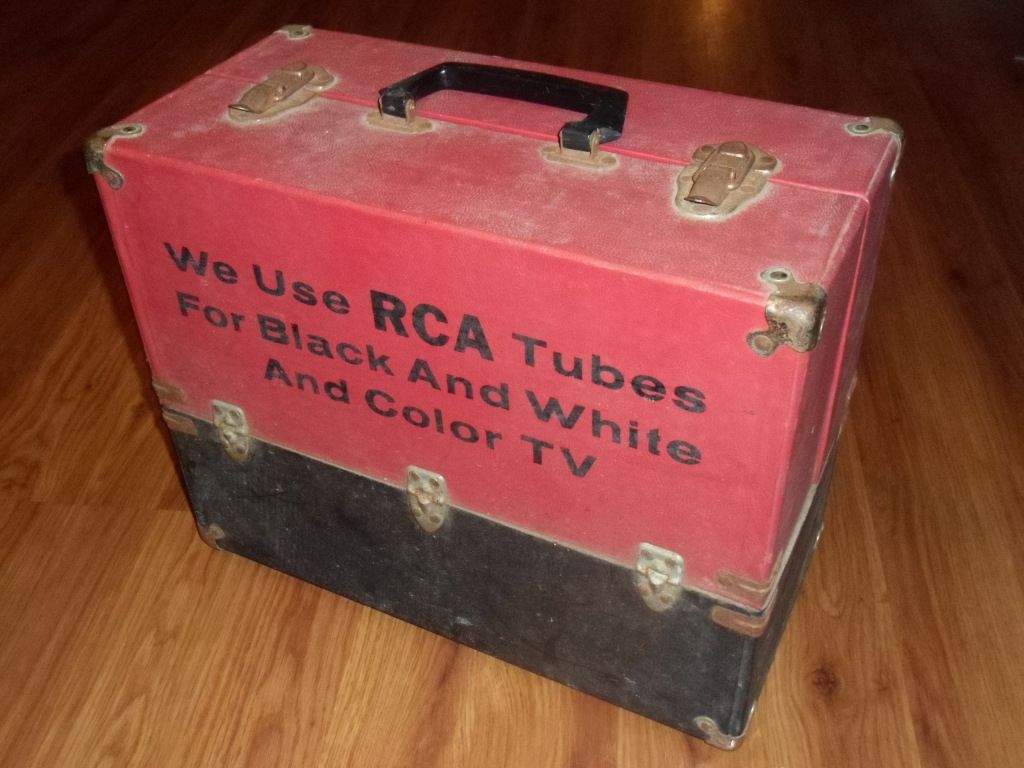 We Use RCA Tubes
For Black And White
And Color TV